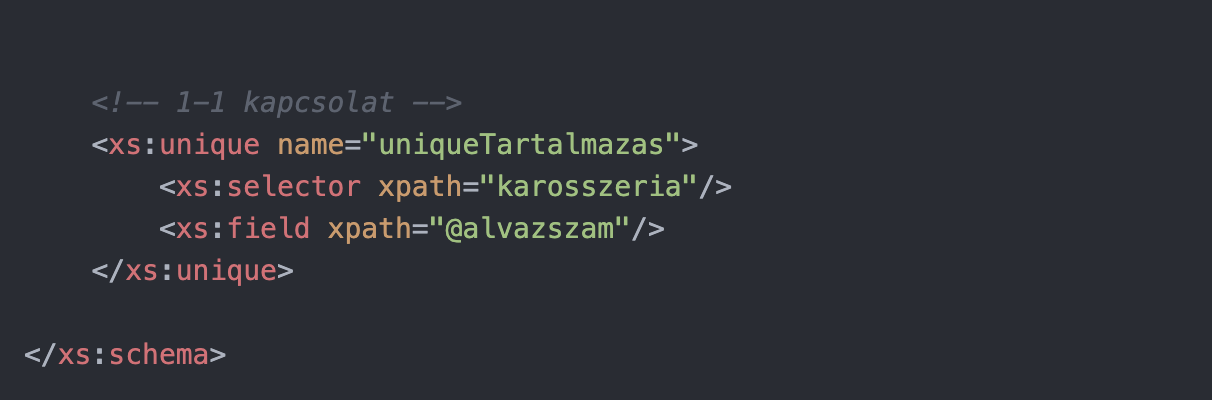 <!-- 1-1 kapcsolat -->
<xs:unique name="uniqueTartalmazas">
<xs:selector xpath="karosszeria"/>
<xs:field xpath="@alvazszam"/>
</xs:unique>
</xs:schema>